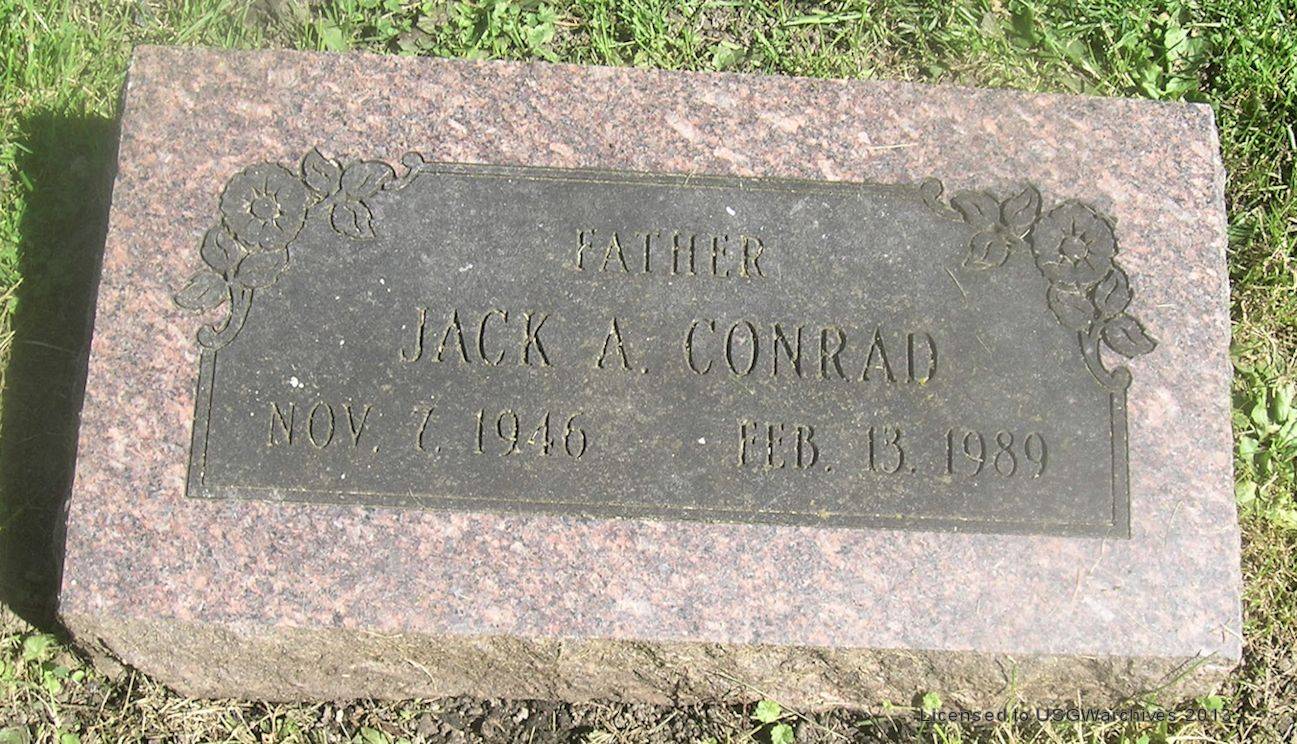 FATHER
JACK A. CONRAD
NOV. 7. 1946 FEB. 13. 1989
Licensed to USGWarchives 2013